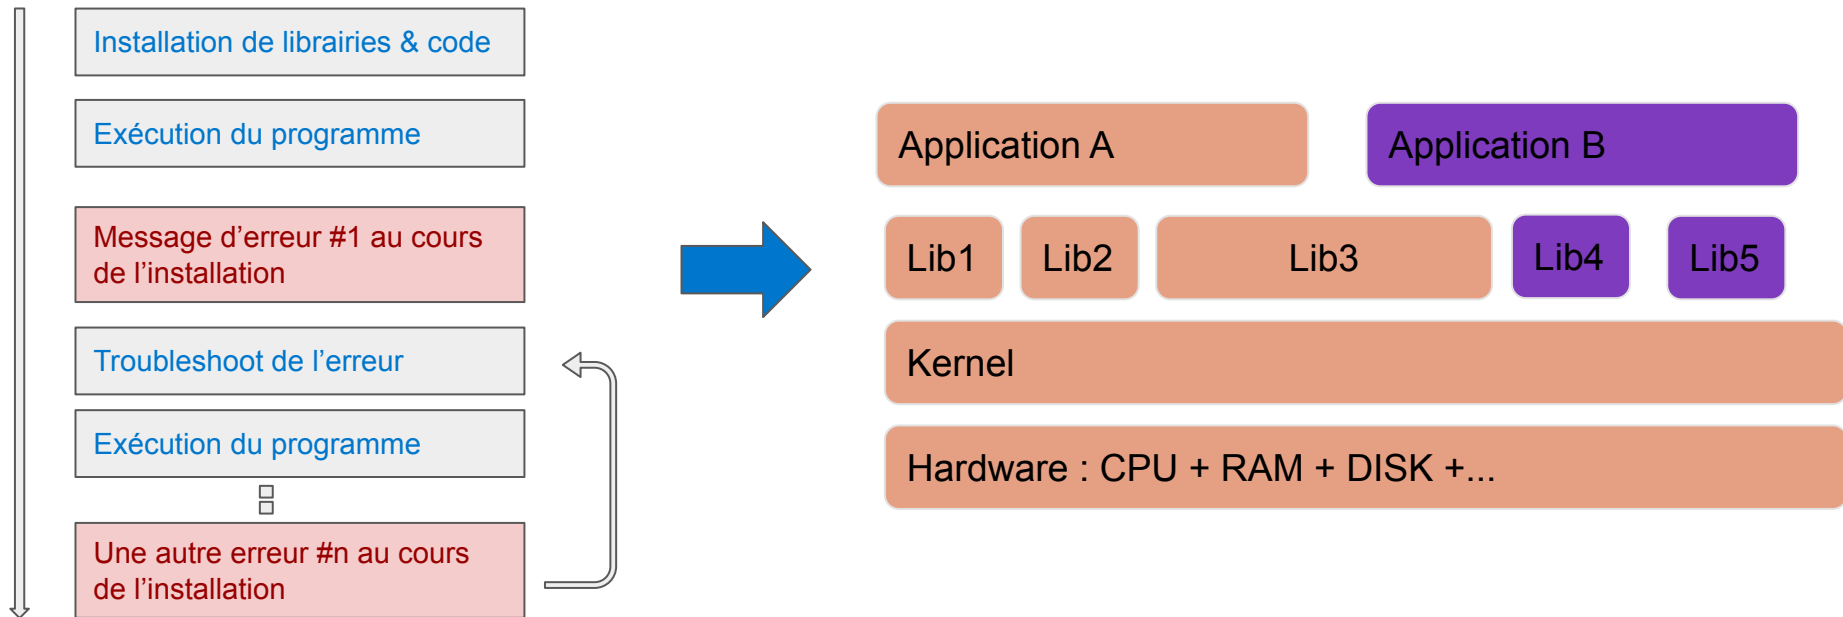 Installation de librairies & code
Exécution du programme
Message d’erreur #1 au cours
de l’installation
Troubleshoot de l’erreur
Exécution du programme
Une autre erreur #n au cours
de l’installation
Application A
Application B
Lib1
Lib2
Lib3
Lib4
Lib5
Kernel
Hardware : CPU + RAM + DISK +...